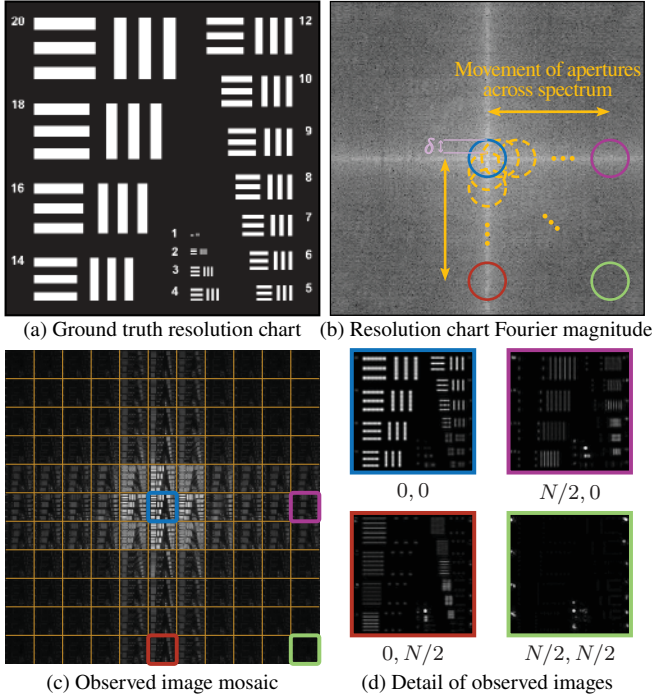 20
18
16
14
12
10
9
8
7
6
5
1
2
3
4
Movement of apertures
across spectrum
δ
(a) Ground truth resolution chart
(b) Resolution chart Fourier magnitude
0, 0
N/2, 0
0, N/2
N/2, N/2
(c) Observed image mosaic
(d) Detail of observed images